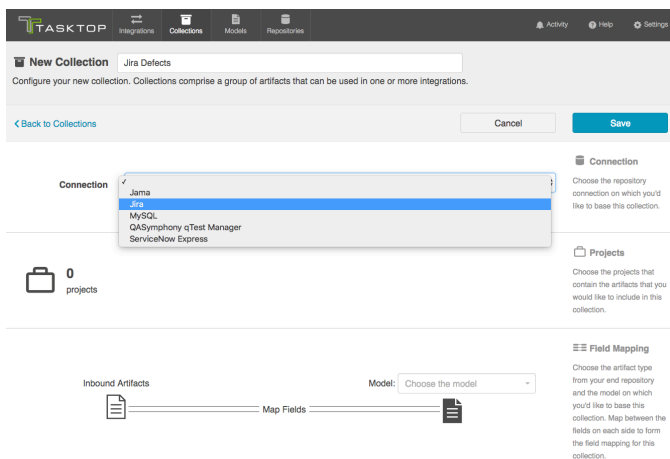 TASKTOP
Integrations
Collections
Models
Repositories
Activity
Help
Settings
New Collection
Jira Defects
Configure your new collection. Collections comprise a group of artifacts that can be used in one or more integrations.
Back to Collections
Cancel
Save
Connection
Jama
Jira
MySQL
QASymphony qTest Manager
ServiceNow Express
Connection
Choose the repository
connection on which you'd
like to base this collection.
0
projects
Projects
Choose the projects that
contain the artifacts that you
would like to include in this
collection.
Inbound Artifacts
Model:
Choose the model
Map Fields
Field Mapping
Choose the artifact type
from your end repository
and the model on which
you'd like to base this
collection. Map between the
fields on each side to form
the field mapping for this
collection.